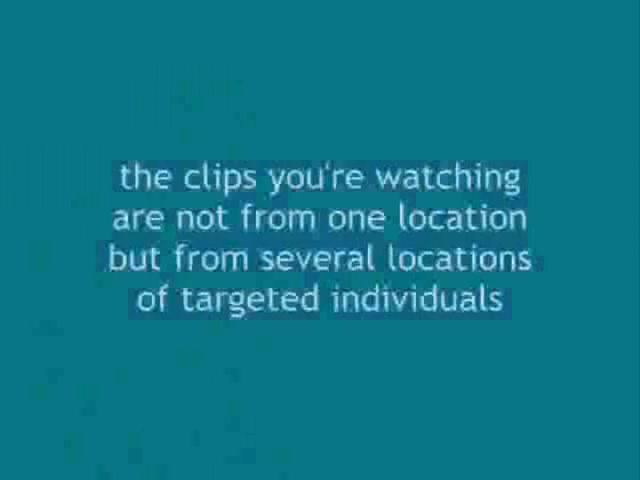 the clips you're watching
are not from one location
but from several locations
of targeted individuals